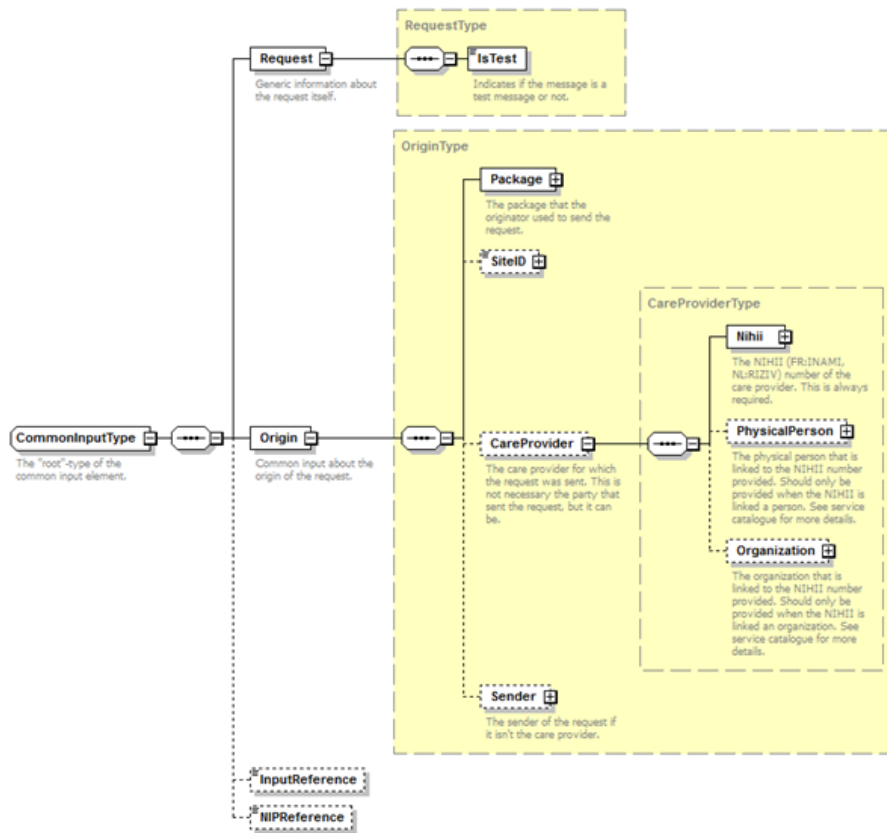 RequestType
Request
Generic information about
the request itself.
IsTest
Indicates if the message is a
test message or not.
OriginType
Package
The package that the
originator used to send the
request.
SiteID
CareProviderType
Nihii
The NIHII (FR:INAMI,
NL:RIZIV) number of the
care provider. This is always
required.
CommonInputType
The "root"-type of the
common input element.
Origin
Common input about the
origin of the request.
CareProvider
The care provider for which
the request was sent. This is
not necessary the party that
sent the request, but it can
be.
PhysicalPerson
The physical person that is
linked to the NIHII number
provided. Should only be
provided when the NIHII is
linked a person. See service
catalogue for more details.
Organization
The organization that is
linked to the NIHII number
provided. Should only be
provided when the NIHII is
linked an organization. See
service catalogue for more
details.
Sender
The sender of the request if
it isn't the care provider.
InputReference
NIPReference